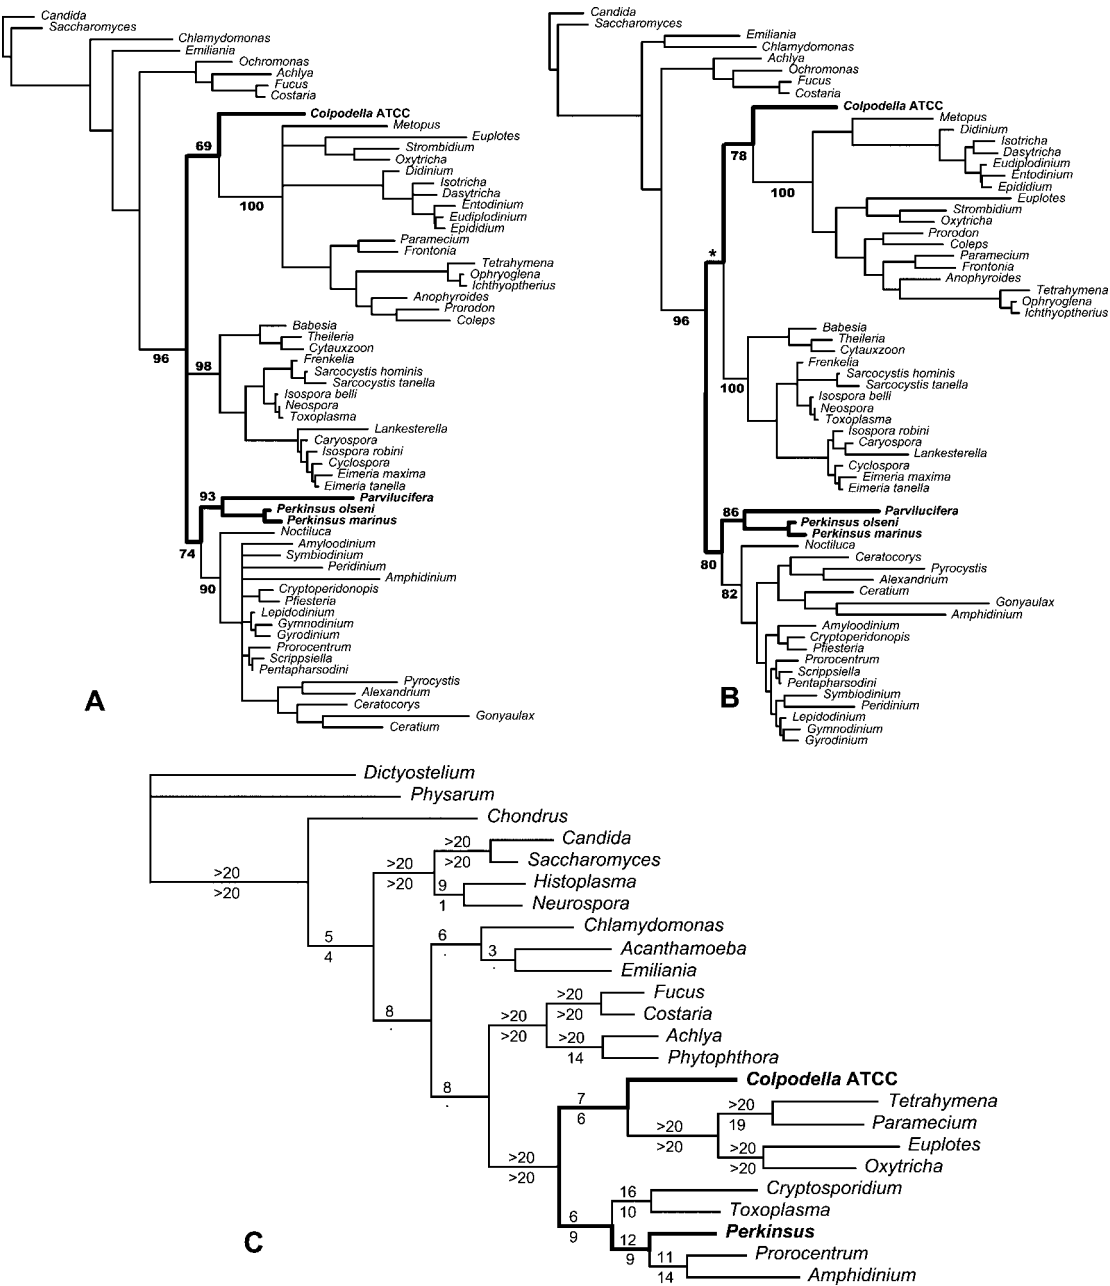 Candida
Saccharomyces
Chlamydomonas
Emiliania
Ochromonas
Achlya
Fucus
Costaria
Colpodella ATCC
69
Metopus
Euplotes
Strombidium
Oxytricha
Didinium
Isotricha
Dasytricha
100
Entodinium
Eudiplodinium
Epididium
Paramecium
Frontonia
Tetrahymena
Ophryoglena
Ichthyoptherius
Anophyroides
Prorodon
Coleps
96
Babesia
Theileria
Cytauxzoon
98
Frenkelia
Sarcocystis hominis
Sarcocystis tanella
Isospora belli
Neospora
Toxoplasma
Lankesterella
Caryospora
Isospora robini
Cyclospora
Eimeria maxima
Eimeria tanella
93
Parvilucifera
Perkinsus olseni
Perkinsus marinus
74
Noctiluca
Amyloodinium
Symbiodinium
Peridinium
Amphidinium
90
Cryptoperidonopis
Pfiesteria
Lepidodinium
Gymnodinium
Gyrodinium
Prorocentrum
Scrippsiella
Pentapharsodini
Pyrocystis
Alexandrium
Ceratocorys
Gonyaulax
Ceratium
A
Candida
Saccharomyces
Emiliania
Chlamydomonas
Achlya
Ochromonas
Fucus
Costaria
Colpodella ATCC
78
Metopus
Didinium
Isotricha
Dasytricha
Eudiplodinium
Entodinium
Epididium
100
Euplotes
Strombidium
Oxytricha
Prorodon
Coleps
*
Paramecium
Frontonia
Anophyroides
Tetrahymena
Ophryoglena
Ichthyoptherius
96
Babesia
Theileria
Cytauxzoon
Frenkelia
Sarcocystis hominis
Sarcocystis tanella
100
Isospora belli
Neospora
Toxoplasma
Isospora robini
Caryospora
Lankesterella
Cyclospora
Eimeria maxima
Eimeria tanella
86
Parvilucifera
Perkinsus olseni
Perkinsus marinus
80
Noctiluca
Ceratocorys
Pyrocystis
Alexandrium
82
Ceratium
Gonyaulax
Amphidinium
Amyloodinium
Cryptoperidonopis
Pfiesteria
Prorocentrum
Scrippsiella
Pentapharsodini
Symbiodinium
Peridinium
Lepidodinium
Gymnodinium
Gyrodinium
B
Dictyostelium
Physarum
Chondrus
>20
>20
Candida
>20
>20
Saccharomyces
>20
>20
Histoplasma
9
1
Neurospora
>20
>20
Chlamydomonas
5
4
6
.
3
.
Acanthamoeba
Emiliania
8
.
Fucus
>20
>20
Costaria
>20
>20
Achlya
>20
14
Phytophthora
8
.
Colpodella ATCC
7
6
Tetrahymena
>20
19
Paramecium
>20
>20
Euplotes
>20
>20
Oxytricha
>20
>20
Cryptosporidium
16
10
Toxoplasma
6
9
Perkinsus
12
9
Prorocentrum
11
14
Amphidinium
C